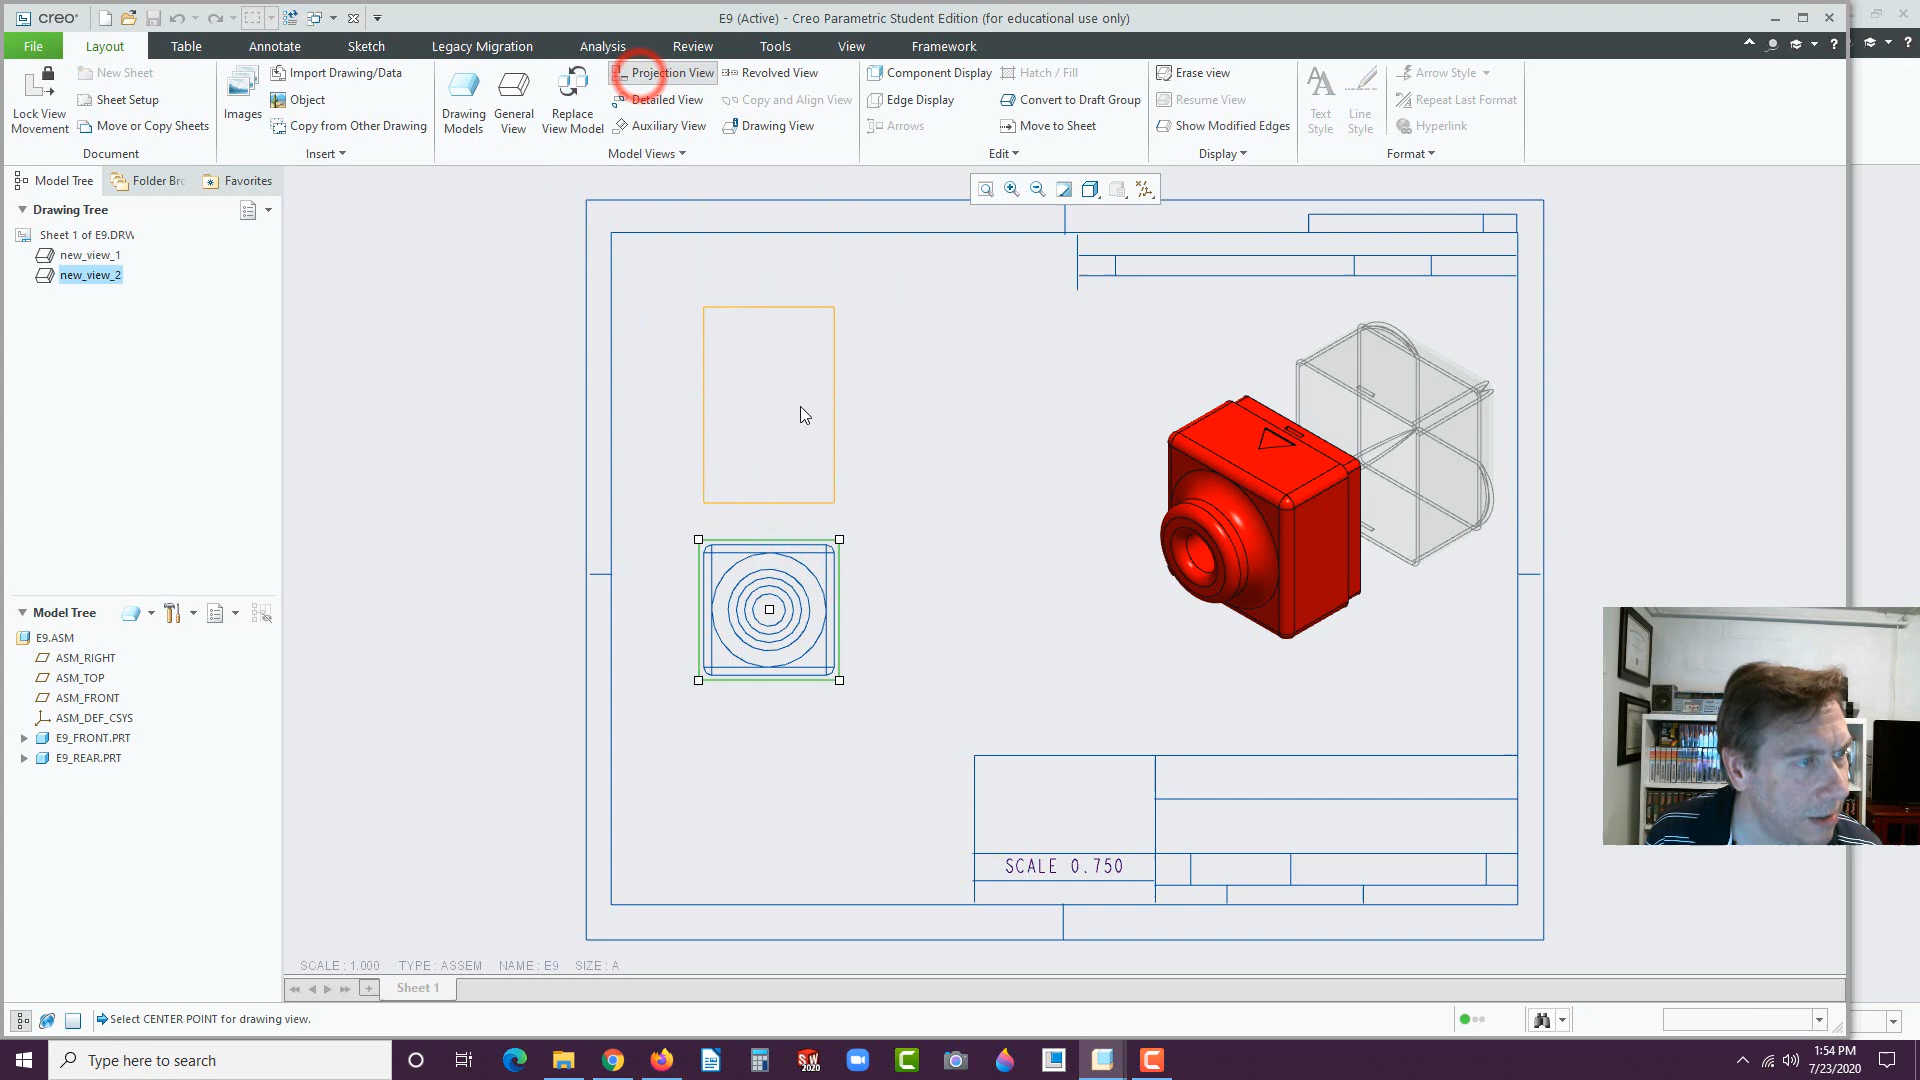 creo
E9 (Active) - Creo Parametric Student Edition (for educational use only)
File Layout Table Annotate Sketch Legacy Migration Analysis Review Tools View Framework
Lock View Movement
New Sheet
Sheet Setup
Move or Copy Sheets
Document
Images
Import Drawing/Data
Object
Copy from Other Drawing
Insert
Drawing Models
General View
Replace View Model
Projection View
Detailed View
Auxiliary View
Revolved View
Copy and Align View
Drawing View
Model Views
Component Display
Edge Display
Arrows
Hatch / Fill
Convert to Draft Group
Move to Sheet
Edit
Erase view
Resume View
Show Modified Edges
Display
Text Style
Line Style
Arrow Style
Repeat Last Format
Hyperlink
Format
Model Tree Folder Brc Favorites
Drawing Tree
Sheet 1 of E9.DRW
new_view_1
new_view_2
Model Tree
E9.ASM
ASM_RIGHT
ASM_TOP
ASM_FRONT
ASM_DEF_CSYS
E9_FRONT.PRT
E9_REAR.PRT
SCALE 0.750
SCALE : 1.000 TYPE : ASSEM NAME : E9 SIZE : A
Sheet 1
Select CENTER POINT for drawing view.
Type here to search
SW
2020
1:54 PM
7/23/2020